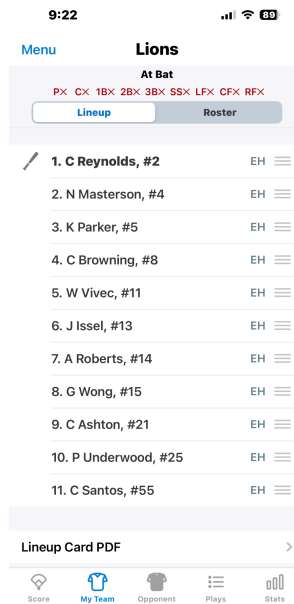 9:22
89
Menu
Lions
At Bat
P× C× 1B× 2B× 3B× SS× LF× CF× RF×
Lineup
Roster
1. C Reynolds, #2 EH
2. N Masterson, #4 EH
3. K Parker, #5 EH
4. C Browning, #8 EH
5. W Vivec, #11 EH
6. J Issel, #13 EH
7. A Roberts, #14 EH
8. G Wong, #15 EH
9. C Ashton, #21 EH
10. P Underwood, #25 EH
11. C Santos, #55 EH
Lineup Card PDF
Score My Team Opponent Plays Stats